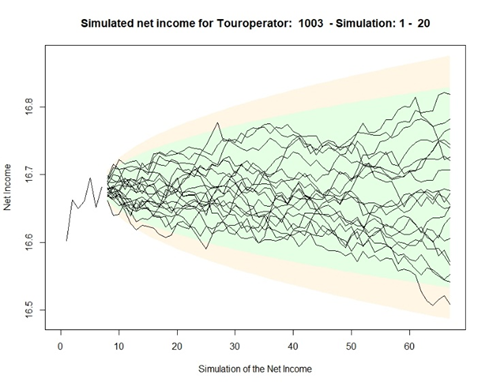 Simulated net income for Touroperator: 1003 - Simulation: 1 - 20
16.8
16.7
16.6
16.5
Net Income
0 10 20 30 40 50 60
Simulation of the Net Income